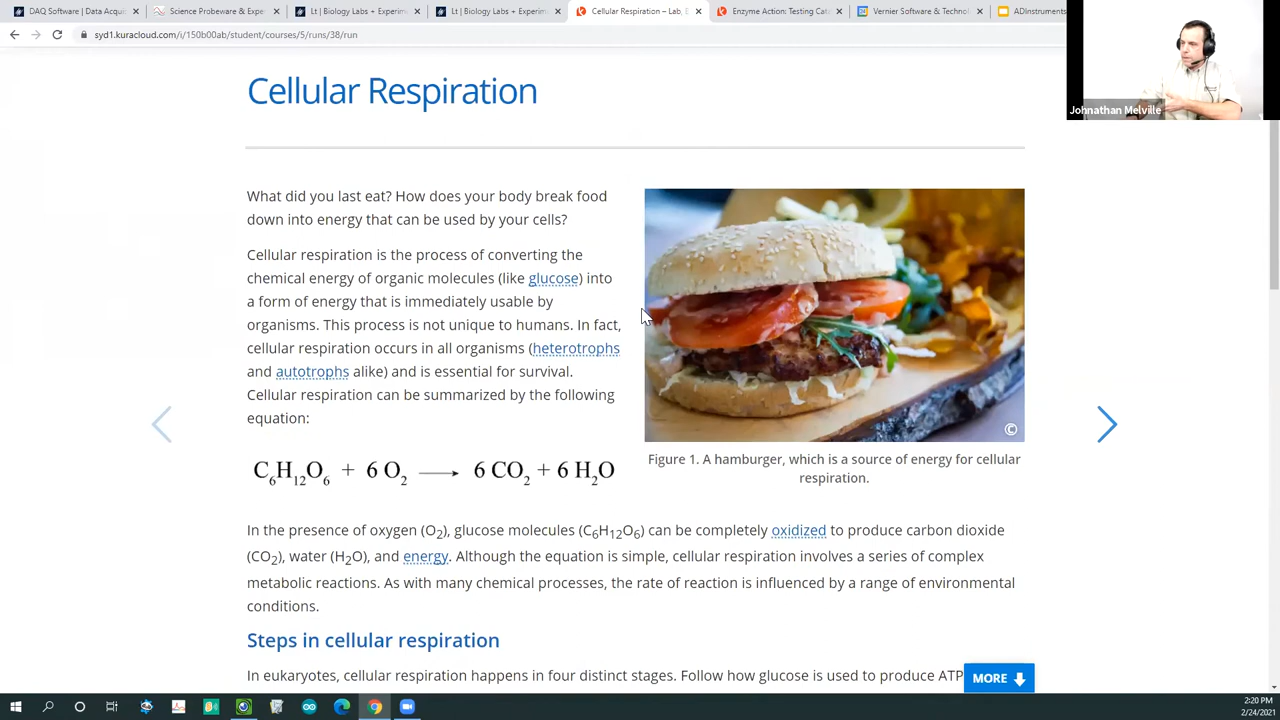 DAQ Software | Data Acqui
Science Probeware & Expe
Lt | Biology Labs + Experim
Lt | Biology Labs + Experim
Cellular Respiration – Lab, E
Enzyme Action: Testing Cat
Vernier Software & Technol
ADInstruments
syd1.kuracloud.com/i/150b00ab/student/courses/5/runs/38/run
Johnathan Melville
Cellular Respiration
What did you last eat? How does your body break food
down into energy that can be used by your cells?
Cellular respiration is the process of converting the
chemical energy of organic molecules (like glucose) into
a form of energy that is immediately usable by
organisms. This process is not unique to humans. In fact,
cellular respiration occurs in all organisms (heterotrophs
and autotrophs alike) and is essential for survival.
Cellular respiration can be summarized by the following
equation:
C₆H₁₂O₆ + 6 O₂ ⟶ 6 CO₂ + 6 H₂O
©
Figure 1. A hamburger, which is a source of energy for cellular
respiration.
In the presence of oxygen (O₂), glucose molecules (C₆H₁₂O₆) can be completely oxidized to produce carbon dioxide
(CO₂), water (H₂O), and energy. Although the equation is simple, cellular respiration involves a series of complex
metabolic reactions. As with many chemical processes, the rate of reaction is influenced by a range of environmental
conditions.
Steps in cellular respiration
In eukaryotes, cellular respiration happens in four distinct stages. Follow how glucose is used to produce ATP
MORE
2:20 PM
2/24/2021